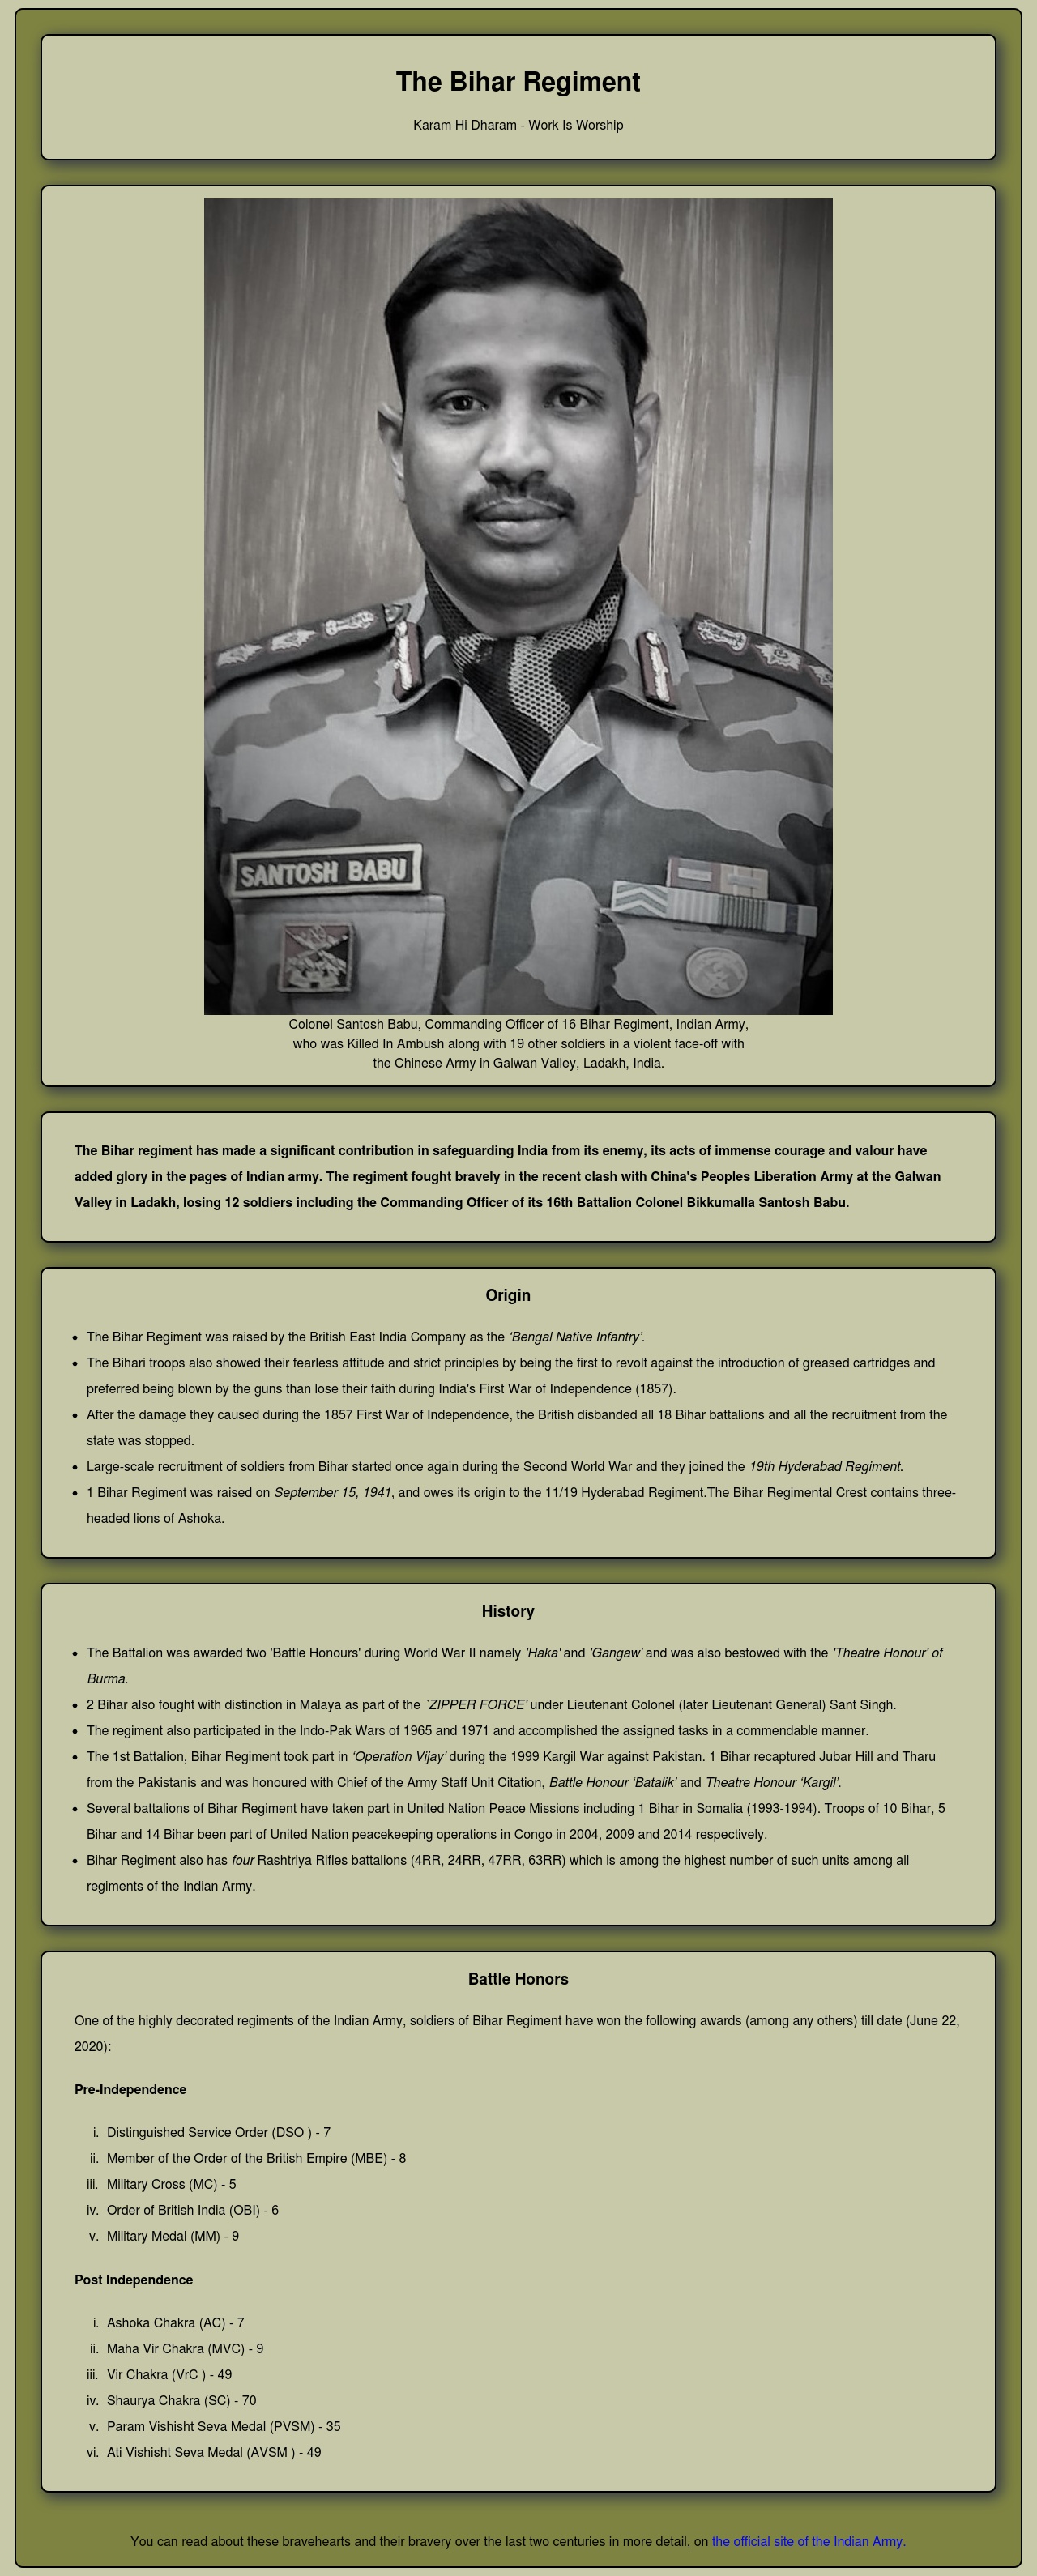 The Bihar Regiment
Karam Hi Dharam - Work Is Worship
SANTOSH BABU
Colonel Santosh Babu, Commanding Officer of 16 Bihar Regiment, Indian Army,
who was Killed In Ambush along with 19 other soldiers in a violent face-off with
the Chinese Army in Galwan Valley, Ladakh, India.
The Bihar regiment has made a significant contribution in safeguarding India from its enemy, its acts of immense courage and valour have
added glory in the pages of Indian army. The regiment fought bravely in the recent clash with China's Peoples Liberation Army at the Galwan
Valley in Ladakh, losing 12 soldiers including the Commanding Officer of its 16th Battalion Colonel Bikkumalla Santosh Babu.
Origin
• The Bihar Regiment was raised by the British East India Company as the ‘Bengal Native Infantry’.
• The Bihari troops also showed their fearless attitude and strict principles by being the first to revolt against the introduction of greased cartridges and
preferred being blown by the guns than lose their faith during India's First War of Independence (1857).
• After the damage they caused during the 1857 First War of Independence, the British disbanded all 18 Bihar battalions and all the recruitment from the
state was stopped.
• Large-scale recruitment of soldiers from Bihar started once again during the Second World War and they joined the 19th Hyderabad Regiment.
• 1 Bihar Regiment was raised on September 15, 1941, and owes its origin to the 11/19 Hyderabad Regiment.The Bihar Regimental Crest contains three-
headed lions of Ashoka.
History
• The Battalion was awarded two 'Battle Honours' during World War II namely 'Haka' and 'Gangaw' and was also bestowed with the 'Theatre Honour' of
Burma.
• 2 Bihar also fought with distinction in Malaya as part of the `ZIPPER FORCE' under Lieutenant Colonel (later Lieutenant General) Sant Singh.
• The regiment also participated in the Indo-Pak Wars of 1965 and 1971 and accomplished the assigned tasks in a commendable manner.
• The 1st Battalion, Bihar Regiment took part in ‘Operation Vijay’ during the 1999 Kargil War against Pakistan. 1 Bihar recaptured Jubar Hill and Tharu
from the Pakistanis and was honoured with Chief of the Army Staff Unit Citation, Battle Honour ‘Batalik’ and Theatre Honour ‘Kargil’.
• Several battalions of Bihar Regiment have taken part in United Nation Peace Missions including 1 Bihar in Somalia (1993-1994). Troops of 10 Bihar, 5
Bihar and 14 Bihar been part of United Nation peacekeeping operations in Congo in 2004, 2009 and 2014 respectively.
• Bihar Regiment also has four Rashtriya Rifles battalions (4RR, 24RR, 47RR, 63RR) which is among the highest number of such units among all
regiments of the Indian Army.
Battle Honors
One of the highly decorated regiments of the Indian Army, soldiers of Bihar Regiment have won the following awards (among any others) till date (June 22,
2020):
Pre-Independence
i. Distinguished Service Order (DSO ) - 7
ii. Member of the Order of the British Empire (MBE) - 8
iii. Military Cross (MC) - 5
iv. Order of British India (OBI) - 6
v. Military Medal (MM) - 9
Post Independence
i. Ashoka Chakra (AC) - 7
ii. Maha Vir Chakra (MVC) - 9
iii. Vir Chakra (VrC ) - 49
iv. Shaurya Chakra (SC) - 70
v. Param Vishisht Seva Medal (PVSM) - 35
vi. Ati Vishisht Seva Medal (AVSM ) - 49
You can read about these bravehearts and their bravery over the last two centuries in more detail, on the official site of the Indian Army.